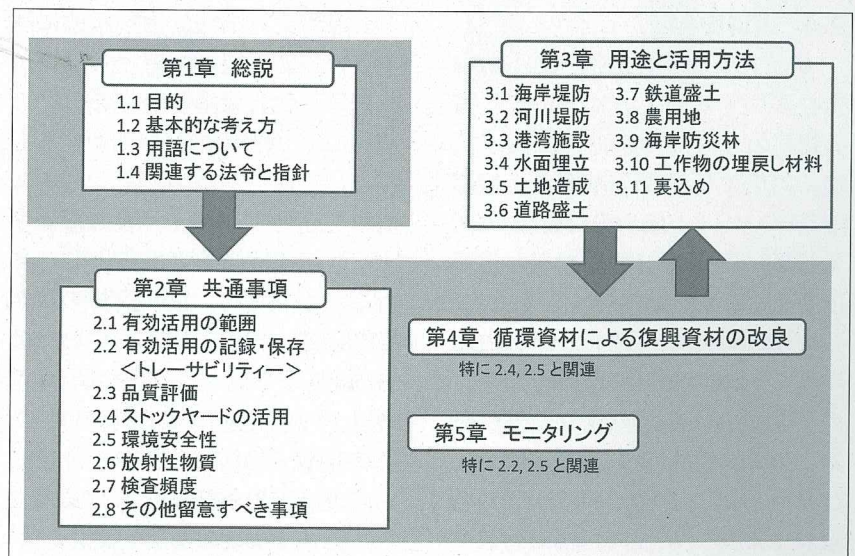 第1章 総説
1.1 目的
1.2 基本的な考え方
1.3 用語について
1.4 関連する法令と指針
第3章 用途と活用方法
3.1 海岸堤防
3.2 河川堤防
3.3 港湾施設
3.4 水面埋立
3.5 土地造成
3.6 道路盛土
3.7 鉄道盛土
3.8 農用地
3.9 海岸防災林
3.10 工作物の埋戻し材料
3.11 裏込め
第2章 共通事項
2.1 有効活用の範囲
2.2 有効活用の記録・保存
＜トレーサビリティー＞
2.3 品質評価
2.4 ストックヤードの活用
2.5 環境安全性
2.6 放射性物質
2.7 検査頻度
2.8 その他留意すべき事項
第4章 循環資材による復興資材の改良
特に 2.4, 2.5 と関連
第5章 モニタリング
特に 2.2, 2.5 と関連